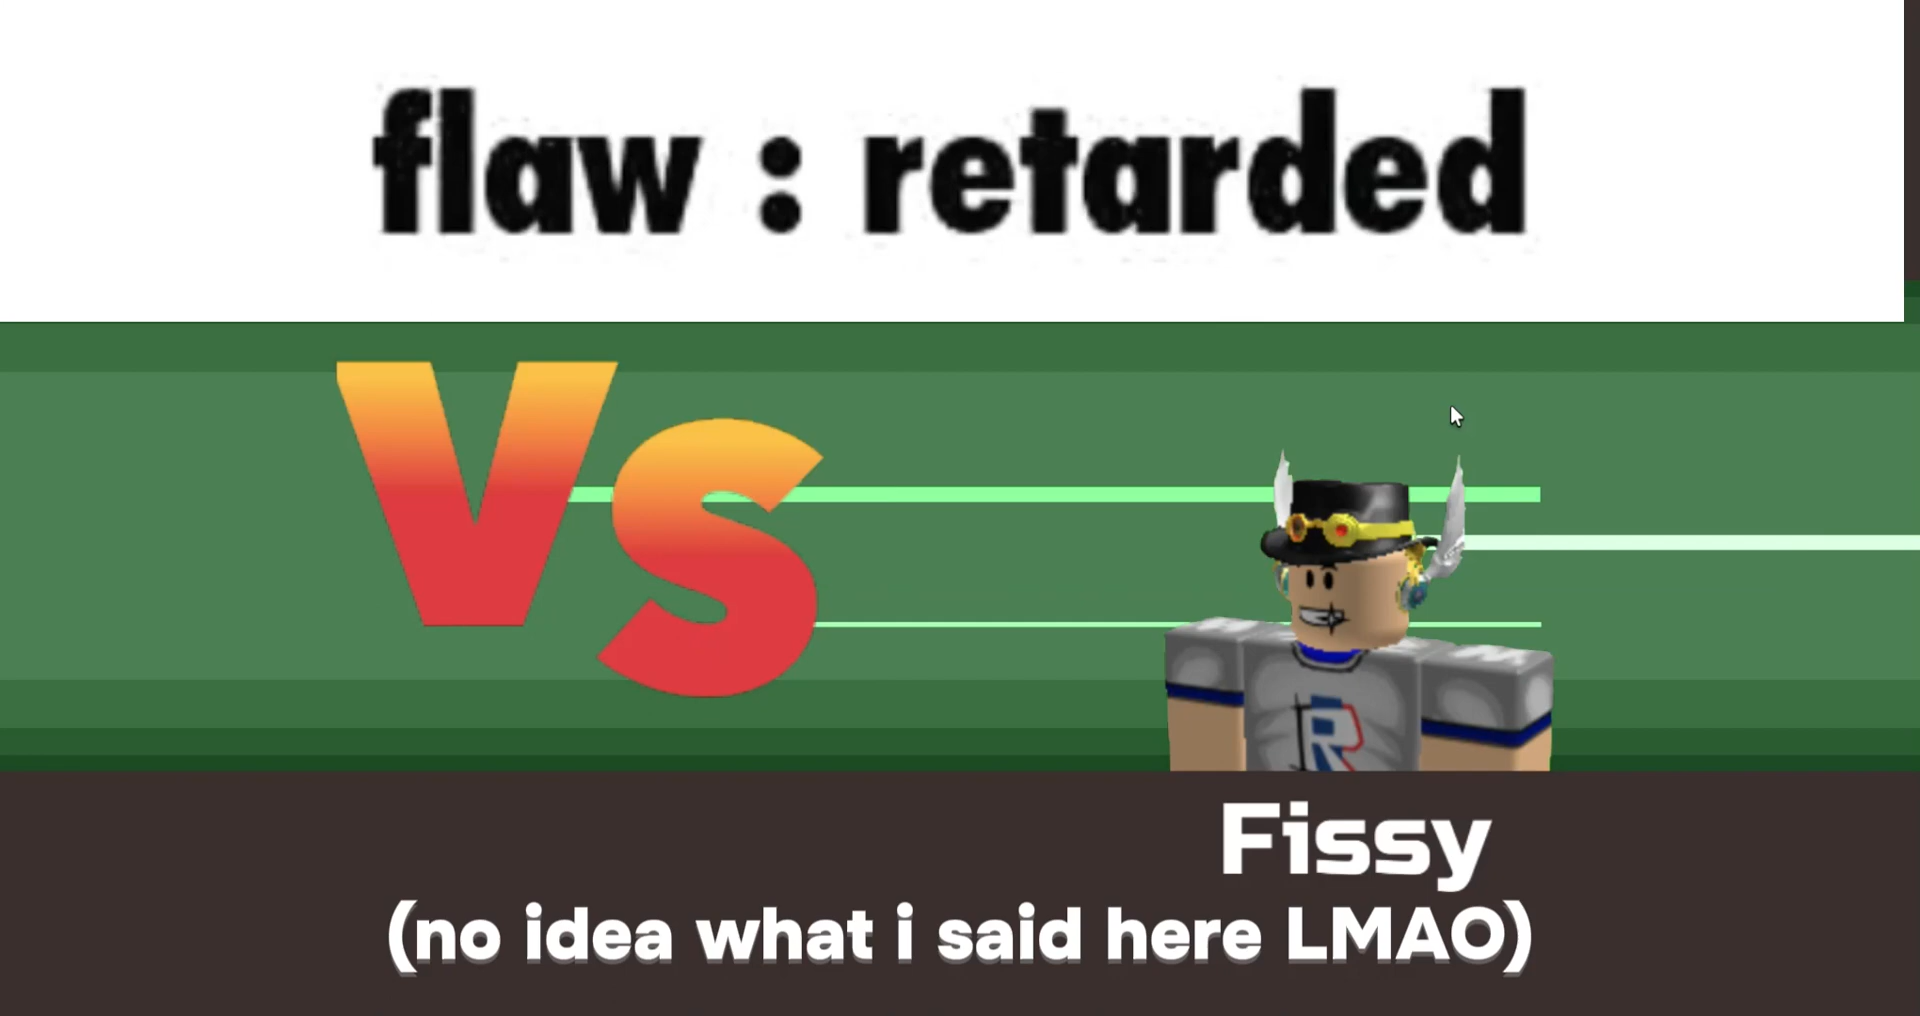 flaw : retarded
Vs
R
Fissy
(no idea what i said here LMAO)